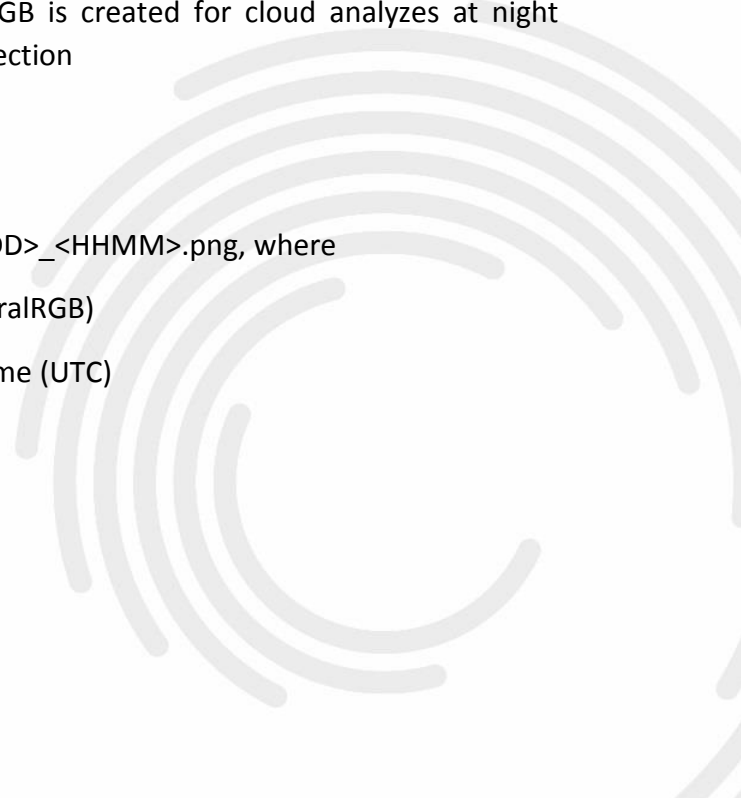 GB is created for cloud analyzes at night
ection
D>_<HHMM>.png, where
ralRGB)
me (UTC)